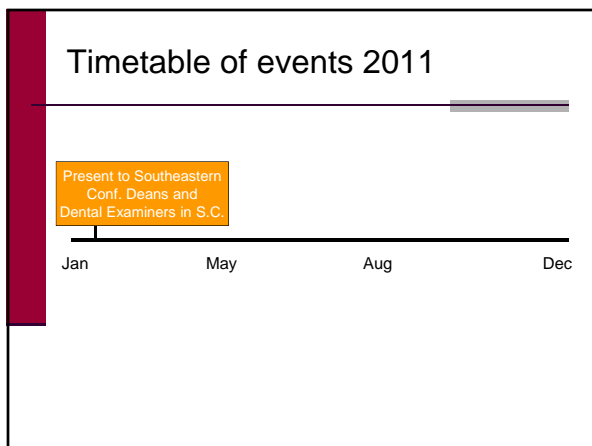 Timetable of events 2011
Present to Southeastern
Conf. Deans and
Dental Examiners in S.C.
Jan May Aug Dec